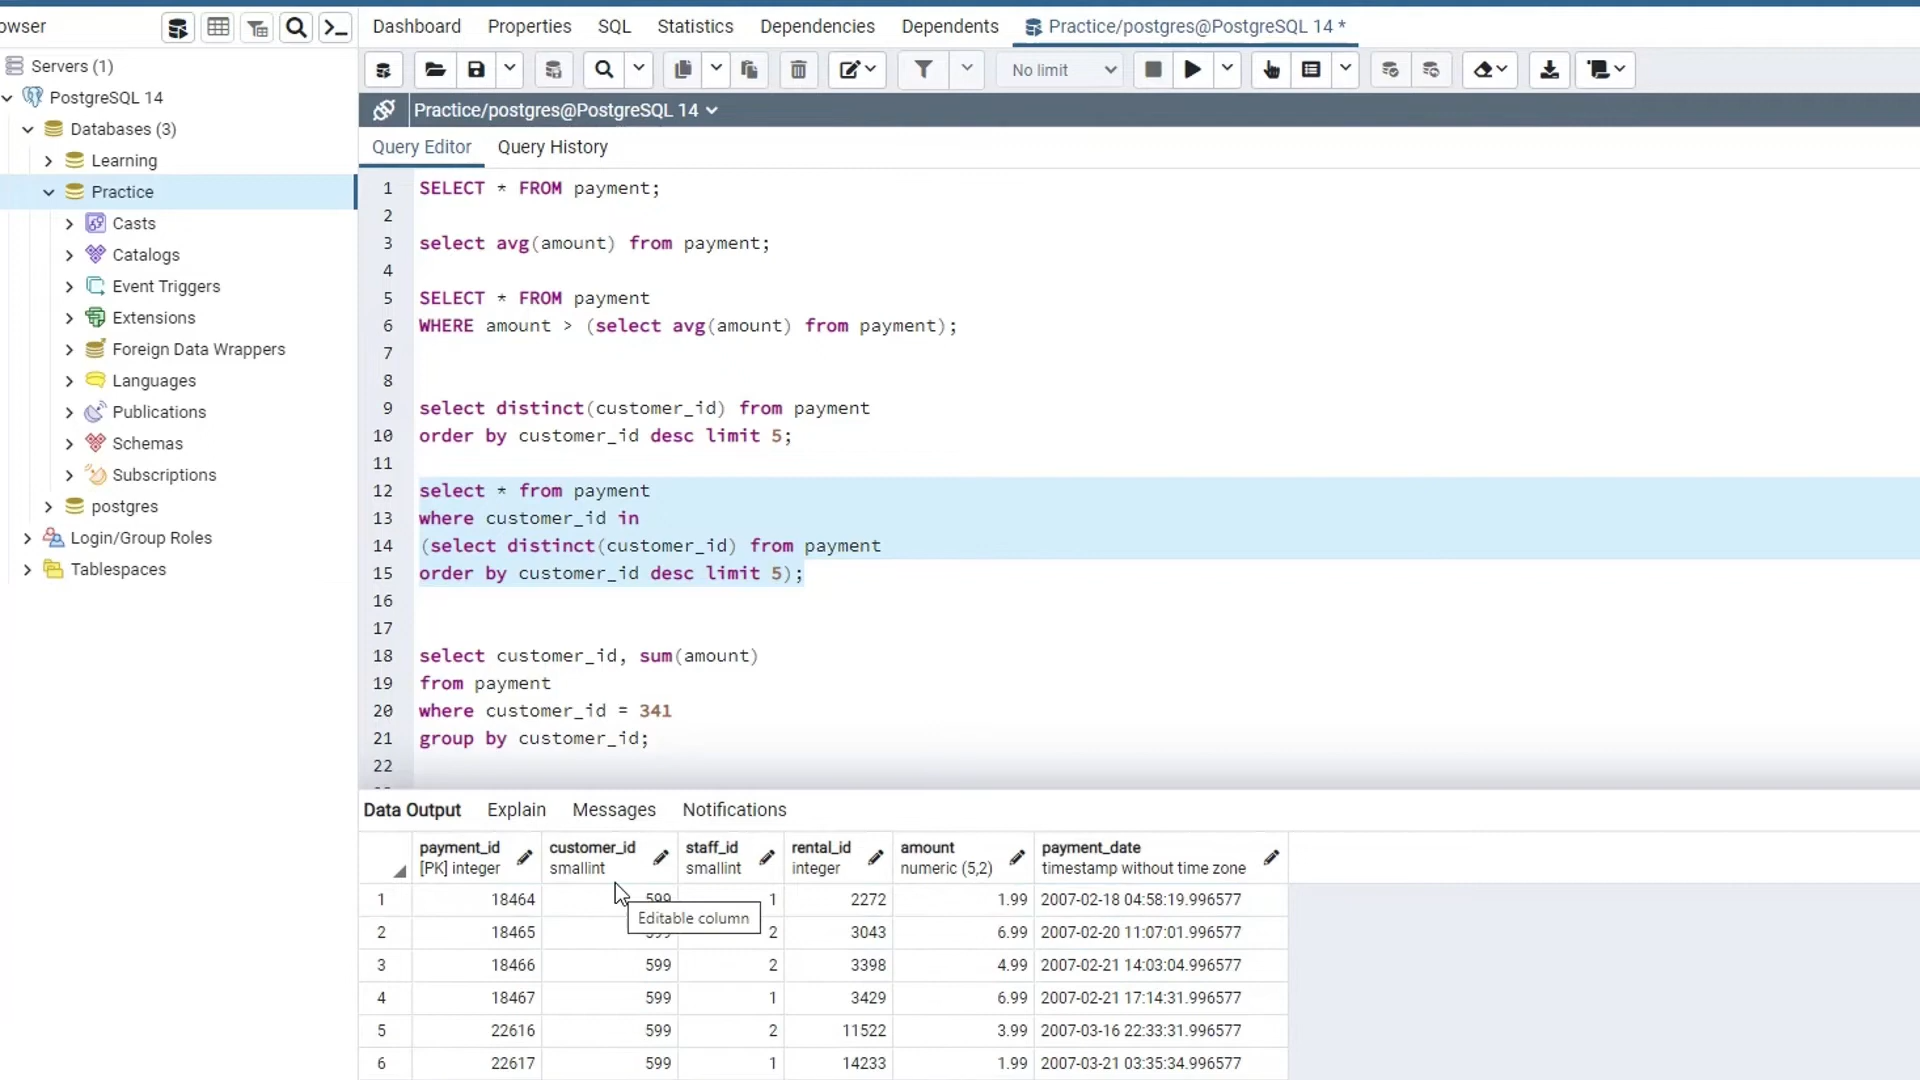 owser
Dashboard Properties SQL Statistics Dependencies Dependents Practice/postgres@PostgreSQL 14 *
No limit
Servers (1)
PostgreSQL 14
Databases (3)
Learning
Practice
Casts
Catalogs
Event Triggers
Extensions
Foreign Data Wrappers
Languages
Publications
Schemas
Subscriptions
postgres
Login/Group Roles
Tablespaces
Practice/postgres@PostgreSQL 14
Query Editor Query History
1 SELECT * FROM payment;
2
3 select avg(amount) from payment;
4
5 SELECT * FROM payment
6 WHERE amount > (select avg(amount) from payment);
7
8
9 select distinct(customer_id) from payment
10 order by customer_id desc limit 5;
11
12 select * from payment
13 where customer_id in
14 (select distinct(customer_id) from payment
15 order by customer_id desc limit 5);
16
17
18 select customer_id, sum(amount)
19 from payment
20 where customer_id = 341
21 group by customer_id;
22
Data Output Explain Messages Notifications
payment_id customer_id staff_id rental_id amount payment_date
[PK] integer smallint smallint integer numeric (5,2) timestamp without time zone
1 18464 599 1 2272 1.99 2007-02-18 04:58:19.996577
Editable column
2 18465 599 2 3043 6.99 2007-02-20 11:07:01.996577
3 18466 599 2 3398 4.99 2007-02-21 14:03:04.996577
4 18467 599 1 3429 6.99 2007-02-21 17:14:31.996577
5 22616 599 2 11522 3.99 2007-03-16 22:33:31.996577
6 22617 599 1 14233 1.99 2007-03-21 03:35:34.996577